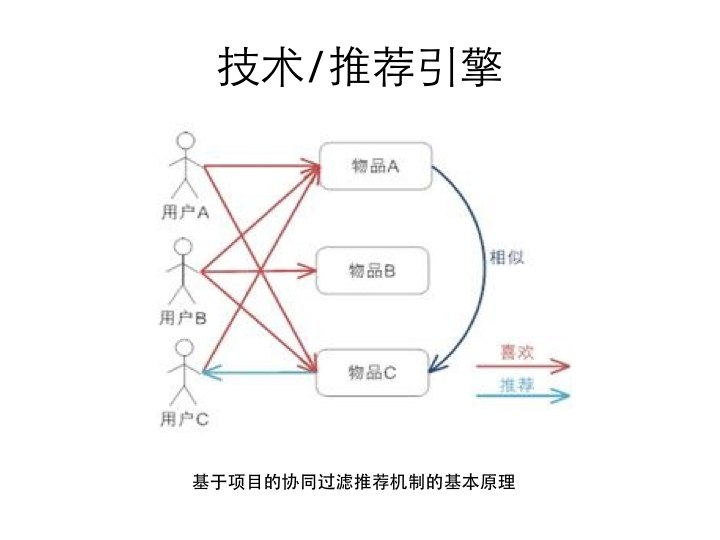 技术/推荐引擎
物品A
用户A
相似
物品B
用户B
喜欢
物品C
推荐
用户C
基于项目的协同过滤推荐机制的基本原理